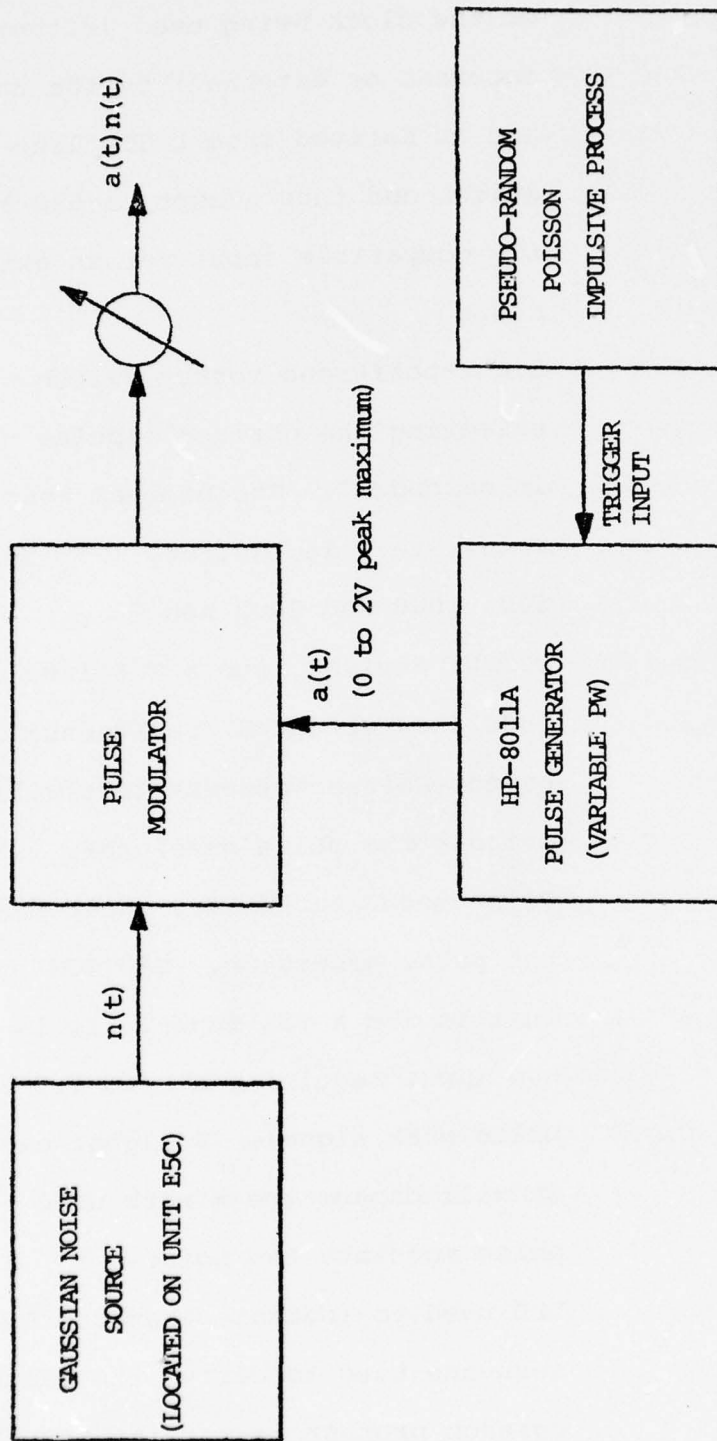 GAUSSIAN NOISE
SOURCE
(LOCATED ON UNIT E5C)
n(t)
PULSE
MODULATOR
a(t)n(t)
a(t)
(0 to 2V peak maximum)
HP-8011A
PULSE GENERATOR
(VARIABLE PW)
TRIGGER
INPUT
PSEUDO-RANDOM
POISSON
IMPULSIVE PROCESS